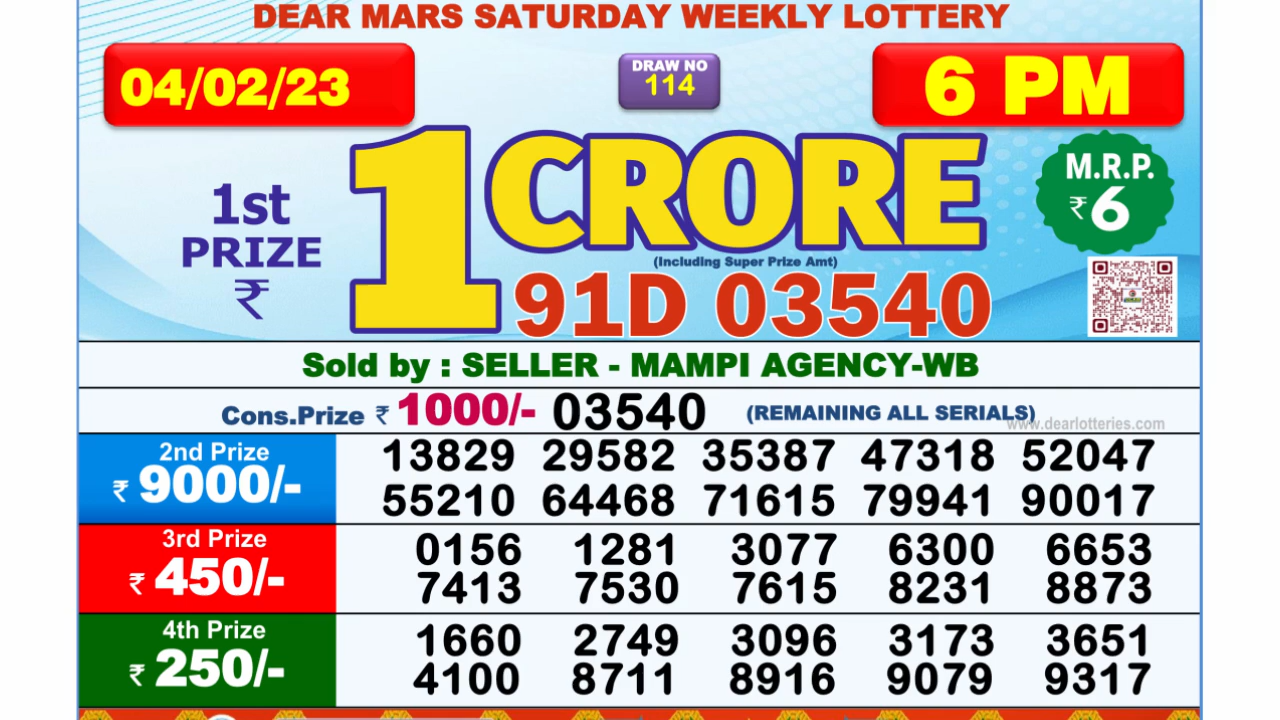 DEAR MARS SATURDAY WEEKLY LOTTERY
04/02/23
DRAW NO
114
6 PM
1st
PRIZE
₹
1 CRORE
(Including Super Prize Amt)
M.R.P.
₹6
91D 03540
Sold by : SELLER - MAMPI AGENCY-WB
Cons.Prize ₹ 1000/- 03540 (REMAINING ALL SERIALS)
www.dearlotteries.com
2nd Prize
₹ 9000/-
13829 29582 35387 47318 52047
55210 64468 71615 79941 90017
3rd Prize
₹ 450/-
0156 1281 3077 6300 6653
7413 7530 7615 8231 8873
4th Prize
₹ 250/-
1660 2749 3096 3173 3651
4100 8711 8916 9079 9317